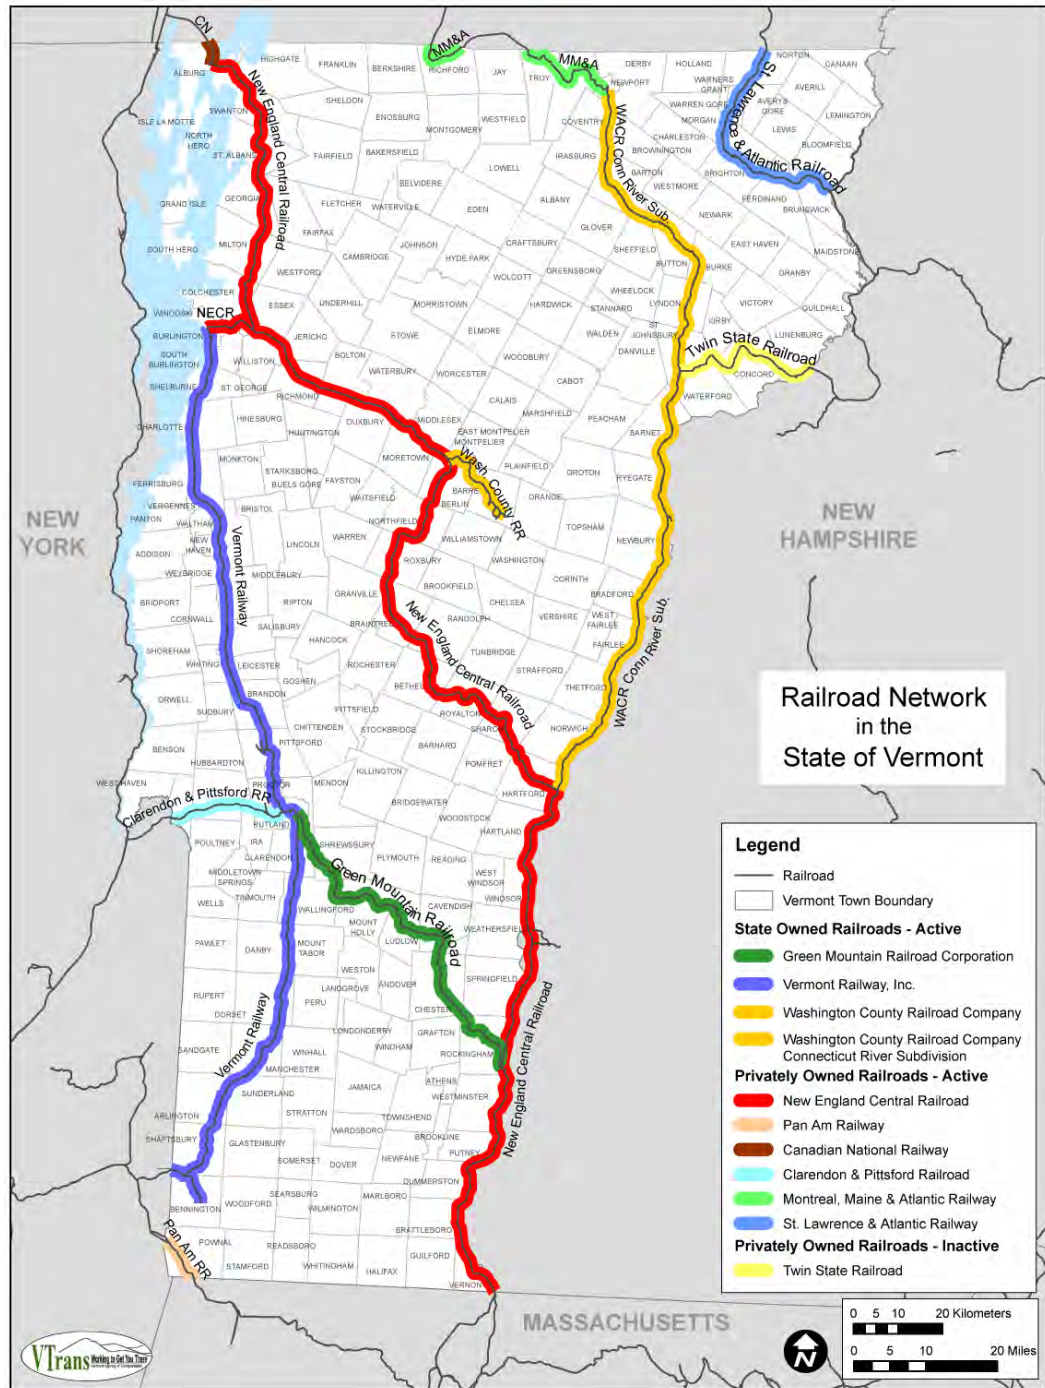 CN
MM&A
MM&A
HIGHGATE
FRANKLIN
BERKSHIRE
RICHFORD
JAY
TROY
NEWPORT
DERBY
HOLLAND
NORTON
CANAAN
ALBURG
WARNERS
GRANT
AVERILL
AVERYS
GORE
LEMINGTON
SWANTON
SHELDON
ENOSBURG
MONTGOMERY
WESTFIELD
COVENTRY
WARREN GORE
MORGAN
LEWIS
BLOOMFIELD
ISLE LA MOTTE
NORTH
HERO
ST. ALBANS
FAIRFIELD
BAKERSFIELD
LOWELL
IRASBURG
CHARLESTON
BROWNINGTON
BARTON
WESTMORE
BRIGHTON
FERDINAND
BRUNSWICK
New England Central Railroad
WACR Conn River Sub
St. Lawrence & Atlantic Railroad
GRAND ISLE
GEORGIA
FLETCHER
BELVIDERE
WATERVILLE
EDEN
ALBANY
GLOVER
NEWARK
SOUTH HERO
MILTON
FAIRFAX
CAMBRIDGE
JOHNSON
HYDE PARK
CRAFTSBURY
SHEFFIELD
SUTTON
EAST HAVEN
MAIDSTONE
WESTFORD
WOLCOTT
GREENSBORO
WHEELOCK
BURKE
GRANBY
COLCHESTER
ESSEX
UNDERHILL
MORRISTOWN
HARDWICK
STANNARD
LYNDON
VICTORY
GUILDHALL
WINOOSKI
NECR
BURLINGTON
JERICHO
STOWE
ELMORE
WALDEN
ST
JOHNSBURY
KIRBY
LUNENBURG
SOUTH
BURLINGTON
WILLISTON
BOLTON
WOODBURY
DANVILLE
Twin State Railroad
CONCORD
SHELBURNE
ST GEORGE
RICHMOND
WATERBURY
WORCESTER
CABOT
WATERFORD
CALAIS
MARSHFIELD
PEACHAM
BARNET
CHARLOTTE
HINESBURG
HUNTINGTON
DUXBURY
MIDDLESEX
EAST MONTPELIER
MONTPELIER
MONKTON
STARKSBORO
BUELS GORE
FAYSTON
MORETOWN
Wash. County RR
PLAINFIELD
GROTON
RYEGATE
FERRISBURG
WAITSFIELD
BARRE
BERLIN
ORANGE
VERGENNES
PANTON
WALTHAM
BRISTOL
NORTHFIELD
WILLIAMSTOWN
TOPSHAM
NEWBURY
NEW
YORK
NEW
HAMPSHIRE
ADDISON
NEW
HAVEN
LINCOLN
WARREN
ROXBURY
WASHINGTON
WEYBRIDGE
MIDDLEBURY
Vermont Railway
BRIDPORT
RIPTON
GRANVILLE
BROOKFIELD
CHELSEA
CORINTH
BRADFORD
CORNWALL
SALISBURY
HANCOCK
BRAINTREE
RANDOLPH
VERSHIRE
WEST
FAIRLEE
FAIRLEE
SHOREHAM
WHITING
LEICESTER
GOSHEN
ROCHESTER
New England Central Railroad
TUNBRIDGE
STRAFFORD
THETFORD
WACR Conn River Sub.
ORWELL
SUDBURY
BRANDON
BETHEL
PITTSFIELD
ROYALTON
SHARON
NORWICH
BENSON
HUBBARDTON
PITTSFORD
CHITTENDEN
STOCKBRIDGE
BARNARD
POMFRET
WEST HAVEN
PROCTOR
MENDON
KILLINGTON
BRIDGEWATER
HARTFORD
Clarendon & Pittsford RR
RUTLAND
WOODSTOCK
HARTLAND
Railroad Network
in the
State of Vermont
POULTNEY
IRA
CLARENDON
SHREWSBURY
PLYMOUTH
READING
WEST
WINDSOR
WINDSOR
MIDDLETOWN
SPRINGS
Green Mountain Railroad
WELLS
TINMOUTH
WALLINGFORD
MOUNT
HOLLY
LUDLOW
CAVENDISH
WEATHERSFIELD
PAWLET
DANBY
MOUNT
TABOR
WESTON
ANDOVER
SPRINGFIELD
RUPERT
DORSET
PERU
LANDGROVE
CHESTER
LONDONDERRY
GRAFTON
Vermont Railway
New England Central Railroad
SANDGATE
WINHALL
WINDHAM
ROCKINGHAM
MANCHESTER
JAMAICA
ATHENS
WESTMINSTER
SUNDERLAND
ARLINGTON
STRATTON
TOWNSHEND
WARDSBORO
BROOKLINE
SHAFTSBURY
GLASTENBURY
SOMERSET
DOVER
NEWFANE
PUTNEY
DUMMERSTON
BENNINGTON
WOODFORD
SEARSBURG
WILMINGTON
MARLBORO
BRATTLEBORO
Pan Am RR
POWNAL
STAMFORD
READSBORO
WHITINGHAM
HALIFAX
GUILFORD
VERNON
MASSACHUSETTS
Legend
Railroad
Vermont Town Boundary
State Owned Railroads - Active
Green Mountain Railroad Corporation
Vermont Railway, Inc.
Washington County Railroad Company
Washington County Railroad Company
Connecticut River Subdivision
Privately Owned Railroads - Active
New England Central Railroad
Pan Am Railway
Canadian National Railway
Clarendon & Pittsford Railroad
Montreal, Maine & Atlantic Railway
St. Lawrence & Atlantic Railway
Privately Owned Railroads - Inactive
Twin State Railroad
0 5 10 20 Kilometers
0 5 10 20 Miles
N
VTrans Working to Get You There